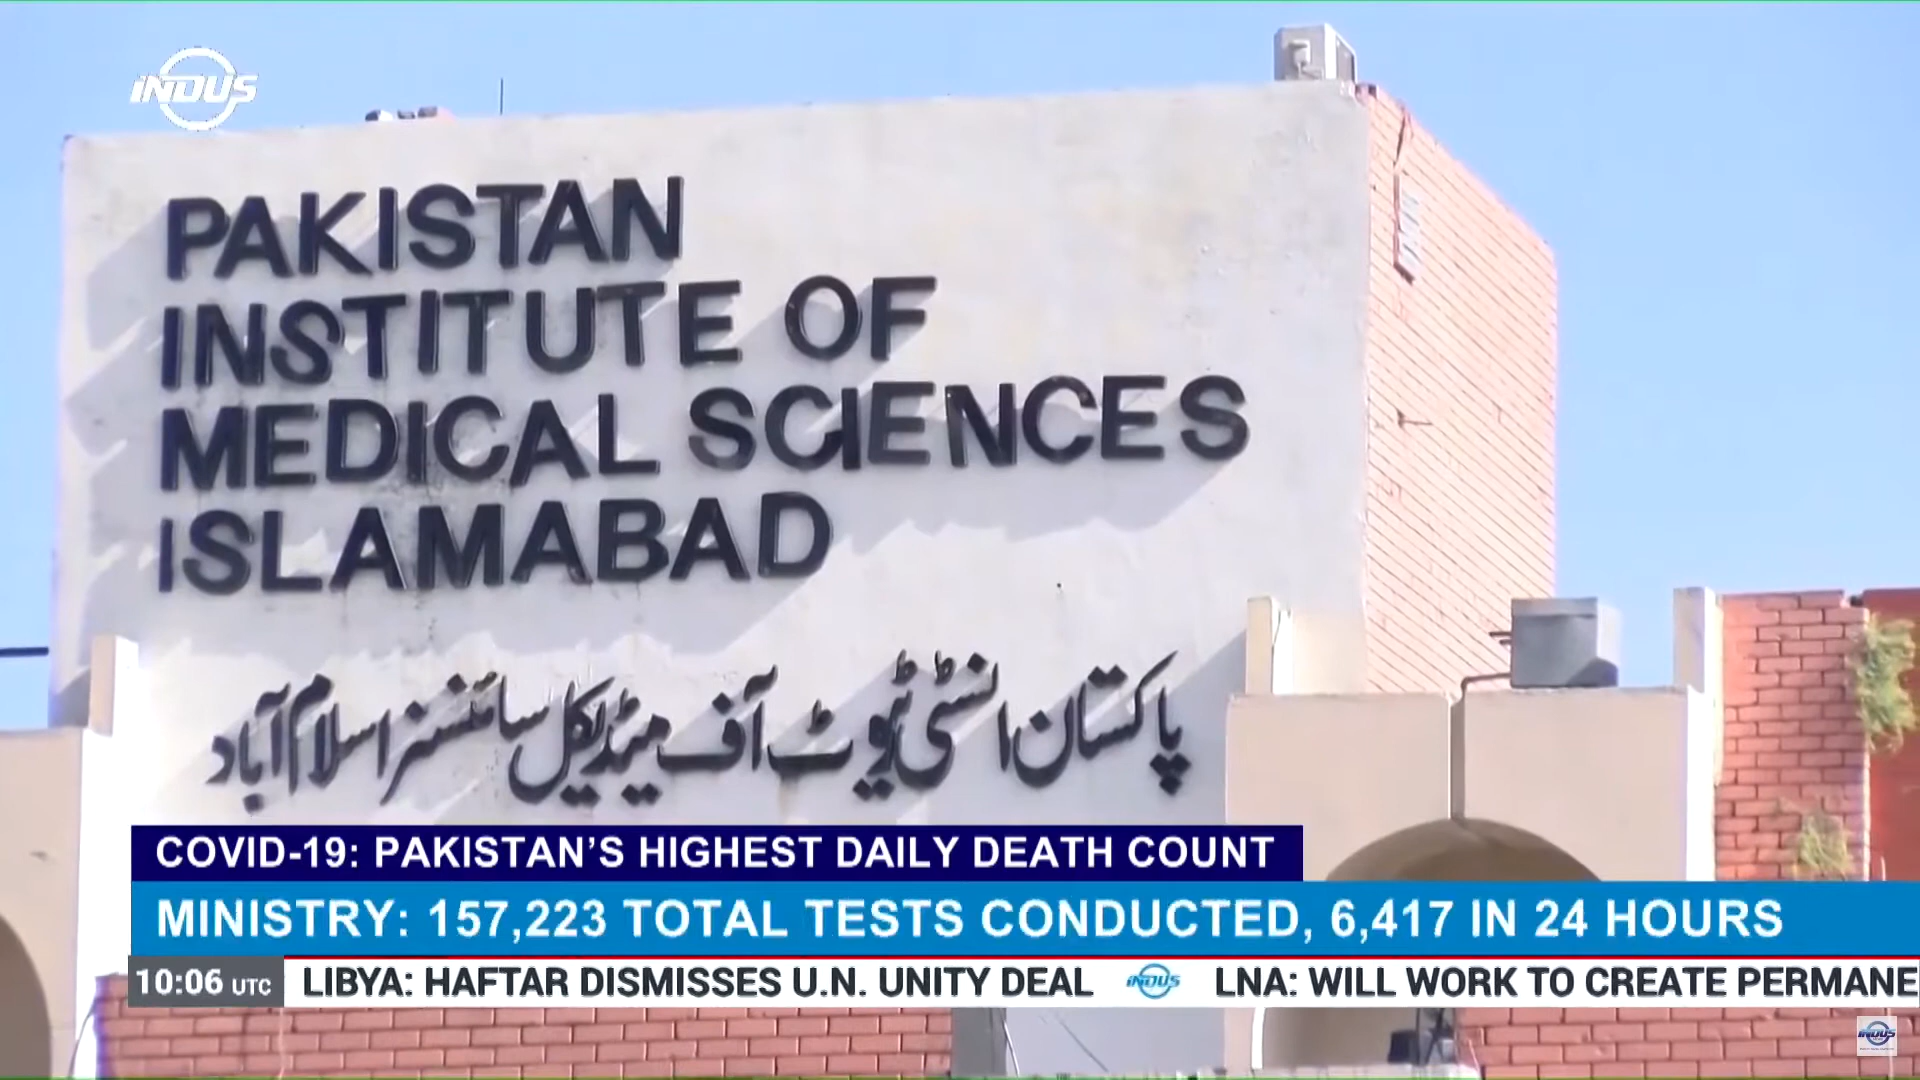 INDUS
PAKISTAN
INSTITUTE OF
MEDICAL SCIENCES
ISLAMABAD
پاکستان انسٹی ٹیوٹ آف میڈیکل سائنسز اسلام آباد
COVID-19: PAKISTAN'S HIGHEST DAILY DEATH COUNT
MINISTRY: 157,223 TOTAL TESTS CONDUCTED, 6,417 IN 24 HOURS
10:06 UTC LIBYA: HAFTAR DISMISSES U.N. UNITY DEAL INDUS LNA: WILL WORK TO CREATE PERMANE
INDUS